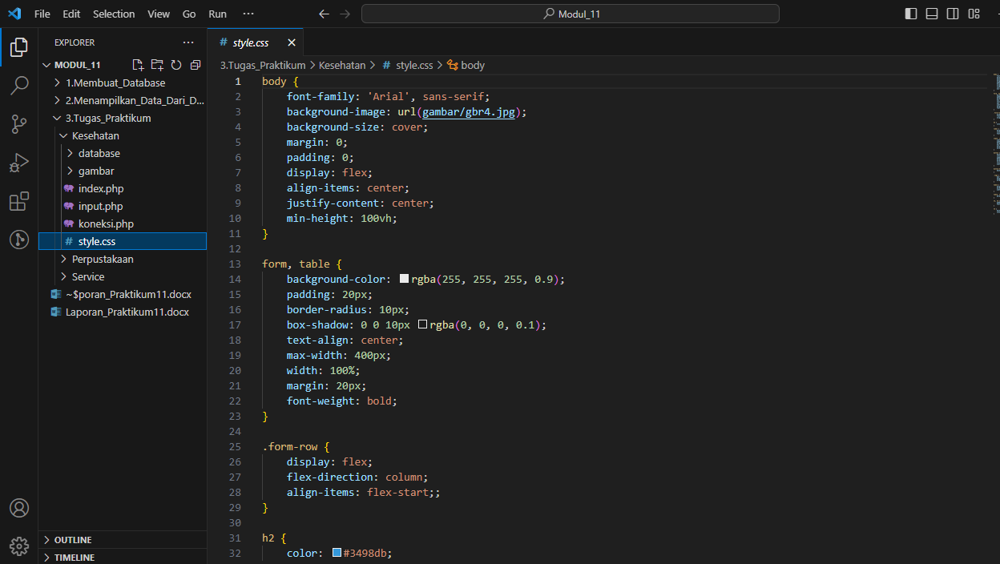 File Edit Selection View Go Run ···
Modul_11
EXPLORER ···
MODUL_11
1.Membuat_Database
2.Menampilkan_Data_Dari_D...
3.Tugas_Praktikum
Kesehatan
database
gambar
index.php
input.php
koneksi.php
# style.css
Perpustakaan
Service
~$poran_Praktikum11.docx
Laporan_Praktikum11.docx
OUTLINE
TIMELINE
# style.css
3.Tugas_Praktikum > Kesehatan > # style.css > body
1 body {
2 font-family: 'Arial', sans-serif;
3 background-image: url(gambar/gbr4.jpg);
4 background-size: cover;
5 margin: 0;
6 padding: 0;
7 display: flex;
8 align-items: center;
9 justify-content: center;
10 min-height: 100vh;
11 }
12
13 form, table {
14 background-color: rgba(255, 255, 255, 0.9);
15 padding: 20px;
16 border-radius: 10px;
17 box-shadow: 0 0 10px rgba(0, 0, 0, 0.1);
18 text-align: center;
19 max-width: 400px;
20 width: 100%;
21 margin: 20px;
22 font-weight: bold;
23 }
24
25 .form-row {
26 display: flex;
27 flex-direction: column;
28 align-items: flex-start;;
29 }
30
31 h2 {
32 color: #3498db;